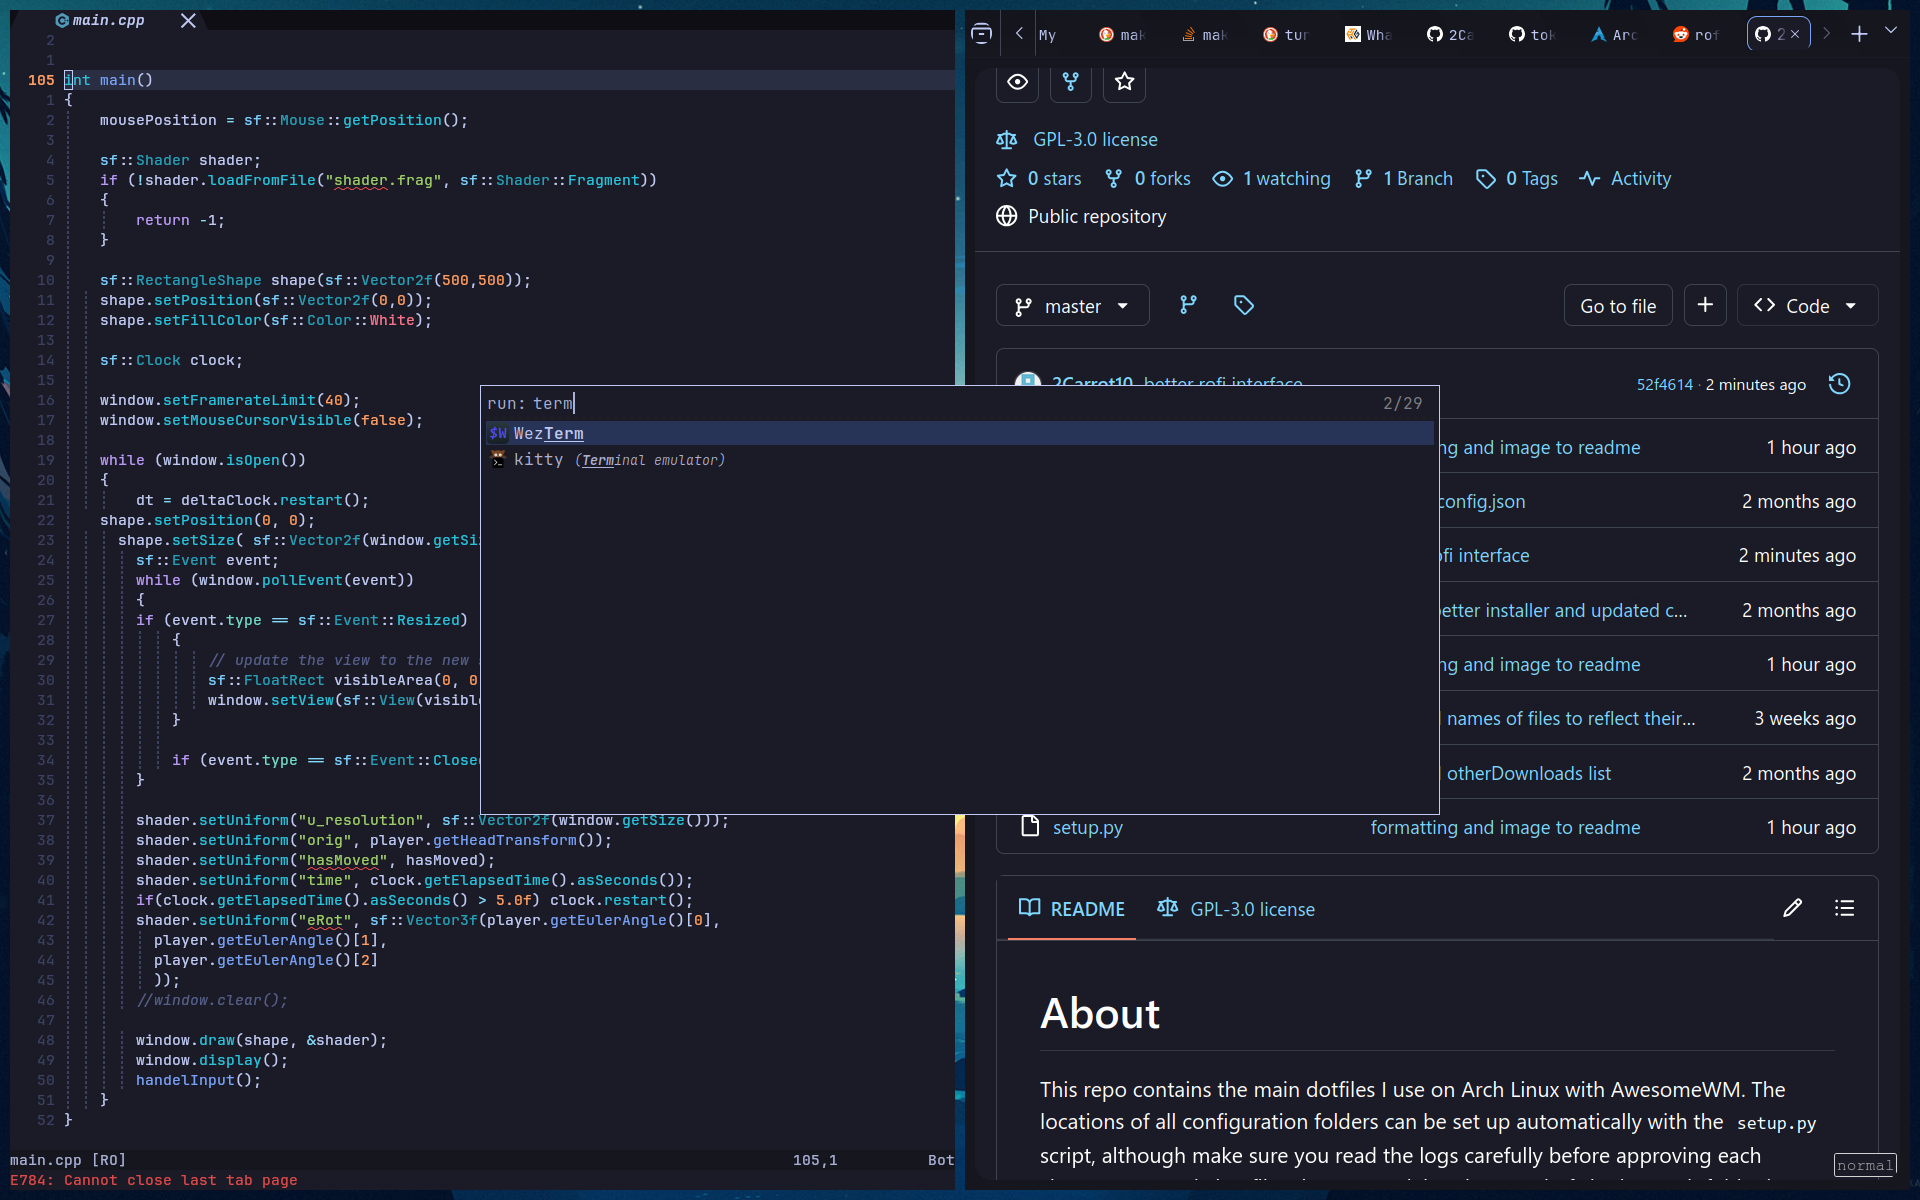 main.cpp
2
1
105 int main()
1 {
2 mousePosition = sf::Mouse::getPosition();
3
4 sf::Shader shader;
5 if (!shader.loadFromFile("shader.frag", sf::Shader::Fragment))
6 {
7 return -1;
8 }
9
10 sf::RectangleShape shape(sf::Vector2f(500,500));
11 shape.setPosition(sf::Vector2f(0,0));
12 shape.setFillColor(sf::Color::White);
13
14 sf::Clock clock;
15
16 window.setFramerateLimit(40);
17 window.setMouseCursorVisible(false);
18
19 while (window.isOpen())
20 {
21 dt = deltaClock.restart();
22 shape.setPosition(0, 0);
23 shape.setSize( sf::Vector2f(window.getSi
24 sf::Event event;
25 while (window.pollEvent(event))
26 {
27 if (event.type == sf::Event::Resized)
28 {
29 // update the view to the new
30 sf::FloatRect visibleArea(0, 0
31 window.setView(sf::View(visibl
32 }
33
34 if (event.type == sf::Event::Close
35 }
36
37 shader.setUniform("u_resolution", sf::Vector2f(window.getSize()));
38 shader.setUniform("orig", player.getHeadTransform());
39 shader.setUniform("hasMoved", hasMoved);
40 shader.setUniform("time", clock.getElapsedTime().asSeconds());
41 if(clock.getElapsedTime().asSeconds() > 5.0f) clock.restart();
42 shader.setUniform("eRot", sf::Vector3f(player.getEulerAngle()[0],
43 player.getEulerAngle()[1],
44 player.getEulerAngle()[2]
45 ));
46 //window.clear();
47
48 window.draw(shape, &shader);
49 window.display();
50 handelInput();
51 }
52 }
main.cpp [RO] 105,1 Bot
E784: Cannot close last tab page
run: term 2/29
$W WezTerm
kitty (Terminal emulator)
My mak mak tur Wha 2Ca tok Arc rof 2
GPL-3.0 license
0 stars 0 forks 1 watching 1 Branch 0 Tags Activity
Public repository
master Go to file + Code
2Carrot10 better rofi interface 52f4614 · 2 minutes ago
ng and image to readme 1 hour ago
config.json 2 months ago
ofi interface 2 minutes ago
etter installer and updated c... 2 months ago
ng and image to readme 1 hour ago
names of files to reflect their... 3 weeks ago
otherDownloads list 2 months ago
setup.py formatting and image to readme 1 hour ago
README GPL-3.0 license
About
This repo contains the main dotfiles I use on Arch Linux with AwesomeWM. The
locations of all configuration folders can be set up automatically with the setup.py
script, although make sure you read the logs carefully before approving each
normal